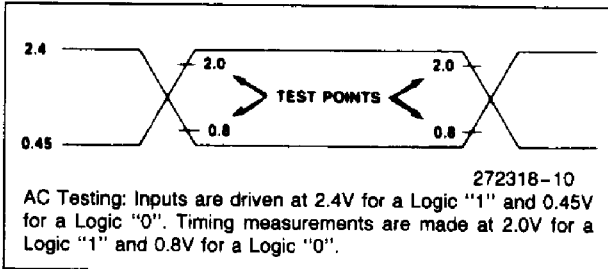 2.4
2.0 2.0
TEST POINTS
0.8 0.8
0.45
272318-10
AC Testing: Inputs are driven at 2.4V for a Logic "1" and 0.45V
for a Logic "0". Timing measurements are made at 2.0V for a
Logic "1" and 0.8V for a Logic "0".